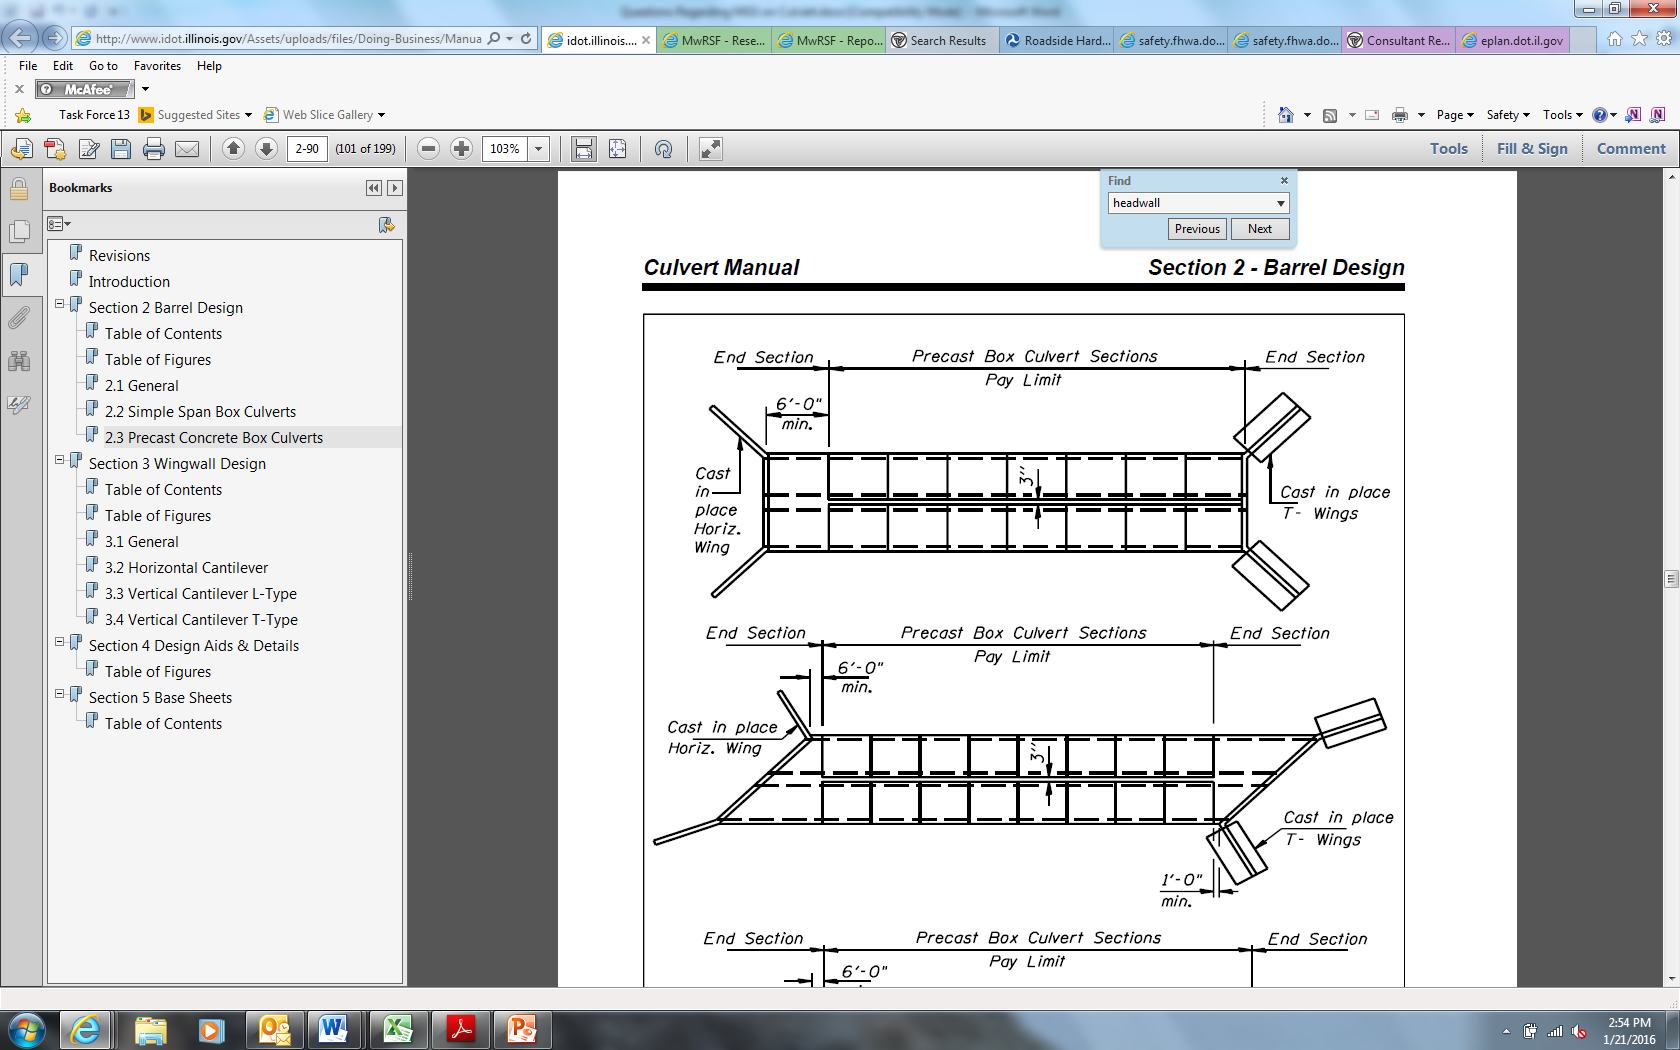 Questions Regarding MGS on Culvert.docx [Compatibility Mode] - Microsoft Word
http://www.idot.illinois.gov/Assets/uploads/files/Doing-Business/Manua
idot.illinois....
MwRSF - Rese...
MwRSF - Repo...
Search Results
Roadside Hard...
safety.fhwa.do...
safety.fhwa.do...
Consultant Re...
eplan.dot.il.gov
File Edit Go to Favorites Help
x McAfee
Task Force 13 Suggested Sites Web Slice Gallery
Page Safety Tools
2-90 (101 of 199) 103%
Tools Fill & Sign Comment
Bookmarks
Revisions
Introduction
Section 2 Barrel Design
Table of Contents
Table of Figures
2.1 General
2.2 Simple Span Box Culverts
2.3 Precast Concrete Box Culverts
Section 3 Wingwall Design
Table of Contents
Table of Figures
3.1 General
3.2 Horizontal Cantilever
3.3 Vertical Cantilever L-Type
3.4 Vertical Cantilever T-Type
Section 4 Design Aids & Details
Table of Figures
Section 5 Base Sheets
Table of Contents
Find
headwall
Previous Next
Culvert Manual Section 2 - Barrel Design
End Section Precast Box Culvert Sections End Section
Pay Limit
6'-0"
min.
3"
Cast
in
place
Horiz.
Wing
Cast in place
T- Wings
End Section Precast Box Culvert Sections End Section
Pay Limit
6'-0"
min.
Cast in place
Horiz. Wing
3"
Cast in place
T- Wings
1'-0"
min.
End Section Precast Box Culvert Sections End Section
Pay Limit
6'-0"
2:54 PM
1/21/2016